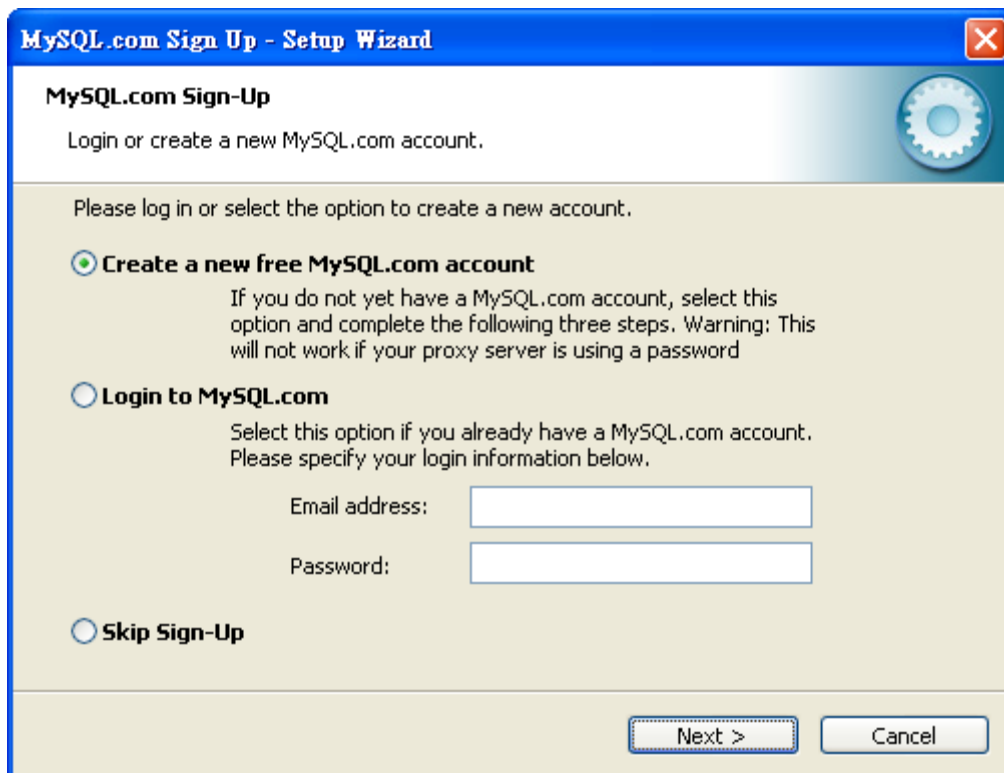 MySQL.com Sign Up - Setup Wizard
MySQL.com Sign-Up
Login or create a new MySQL.com account.
Please log in or select the option to create a new account.
Create a new free MySQL.com account
If you do not yet have a MySQL.com account, select this
option and complete the following three steps. Warning: This
will not work if your proxy server is using a password
Login to MySQL.com
Select this option if you already have a MySQL.com account.
Please specify your login information below.
Email address:
Password:
Skip Sign-Up
Next >
Cancel